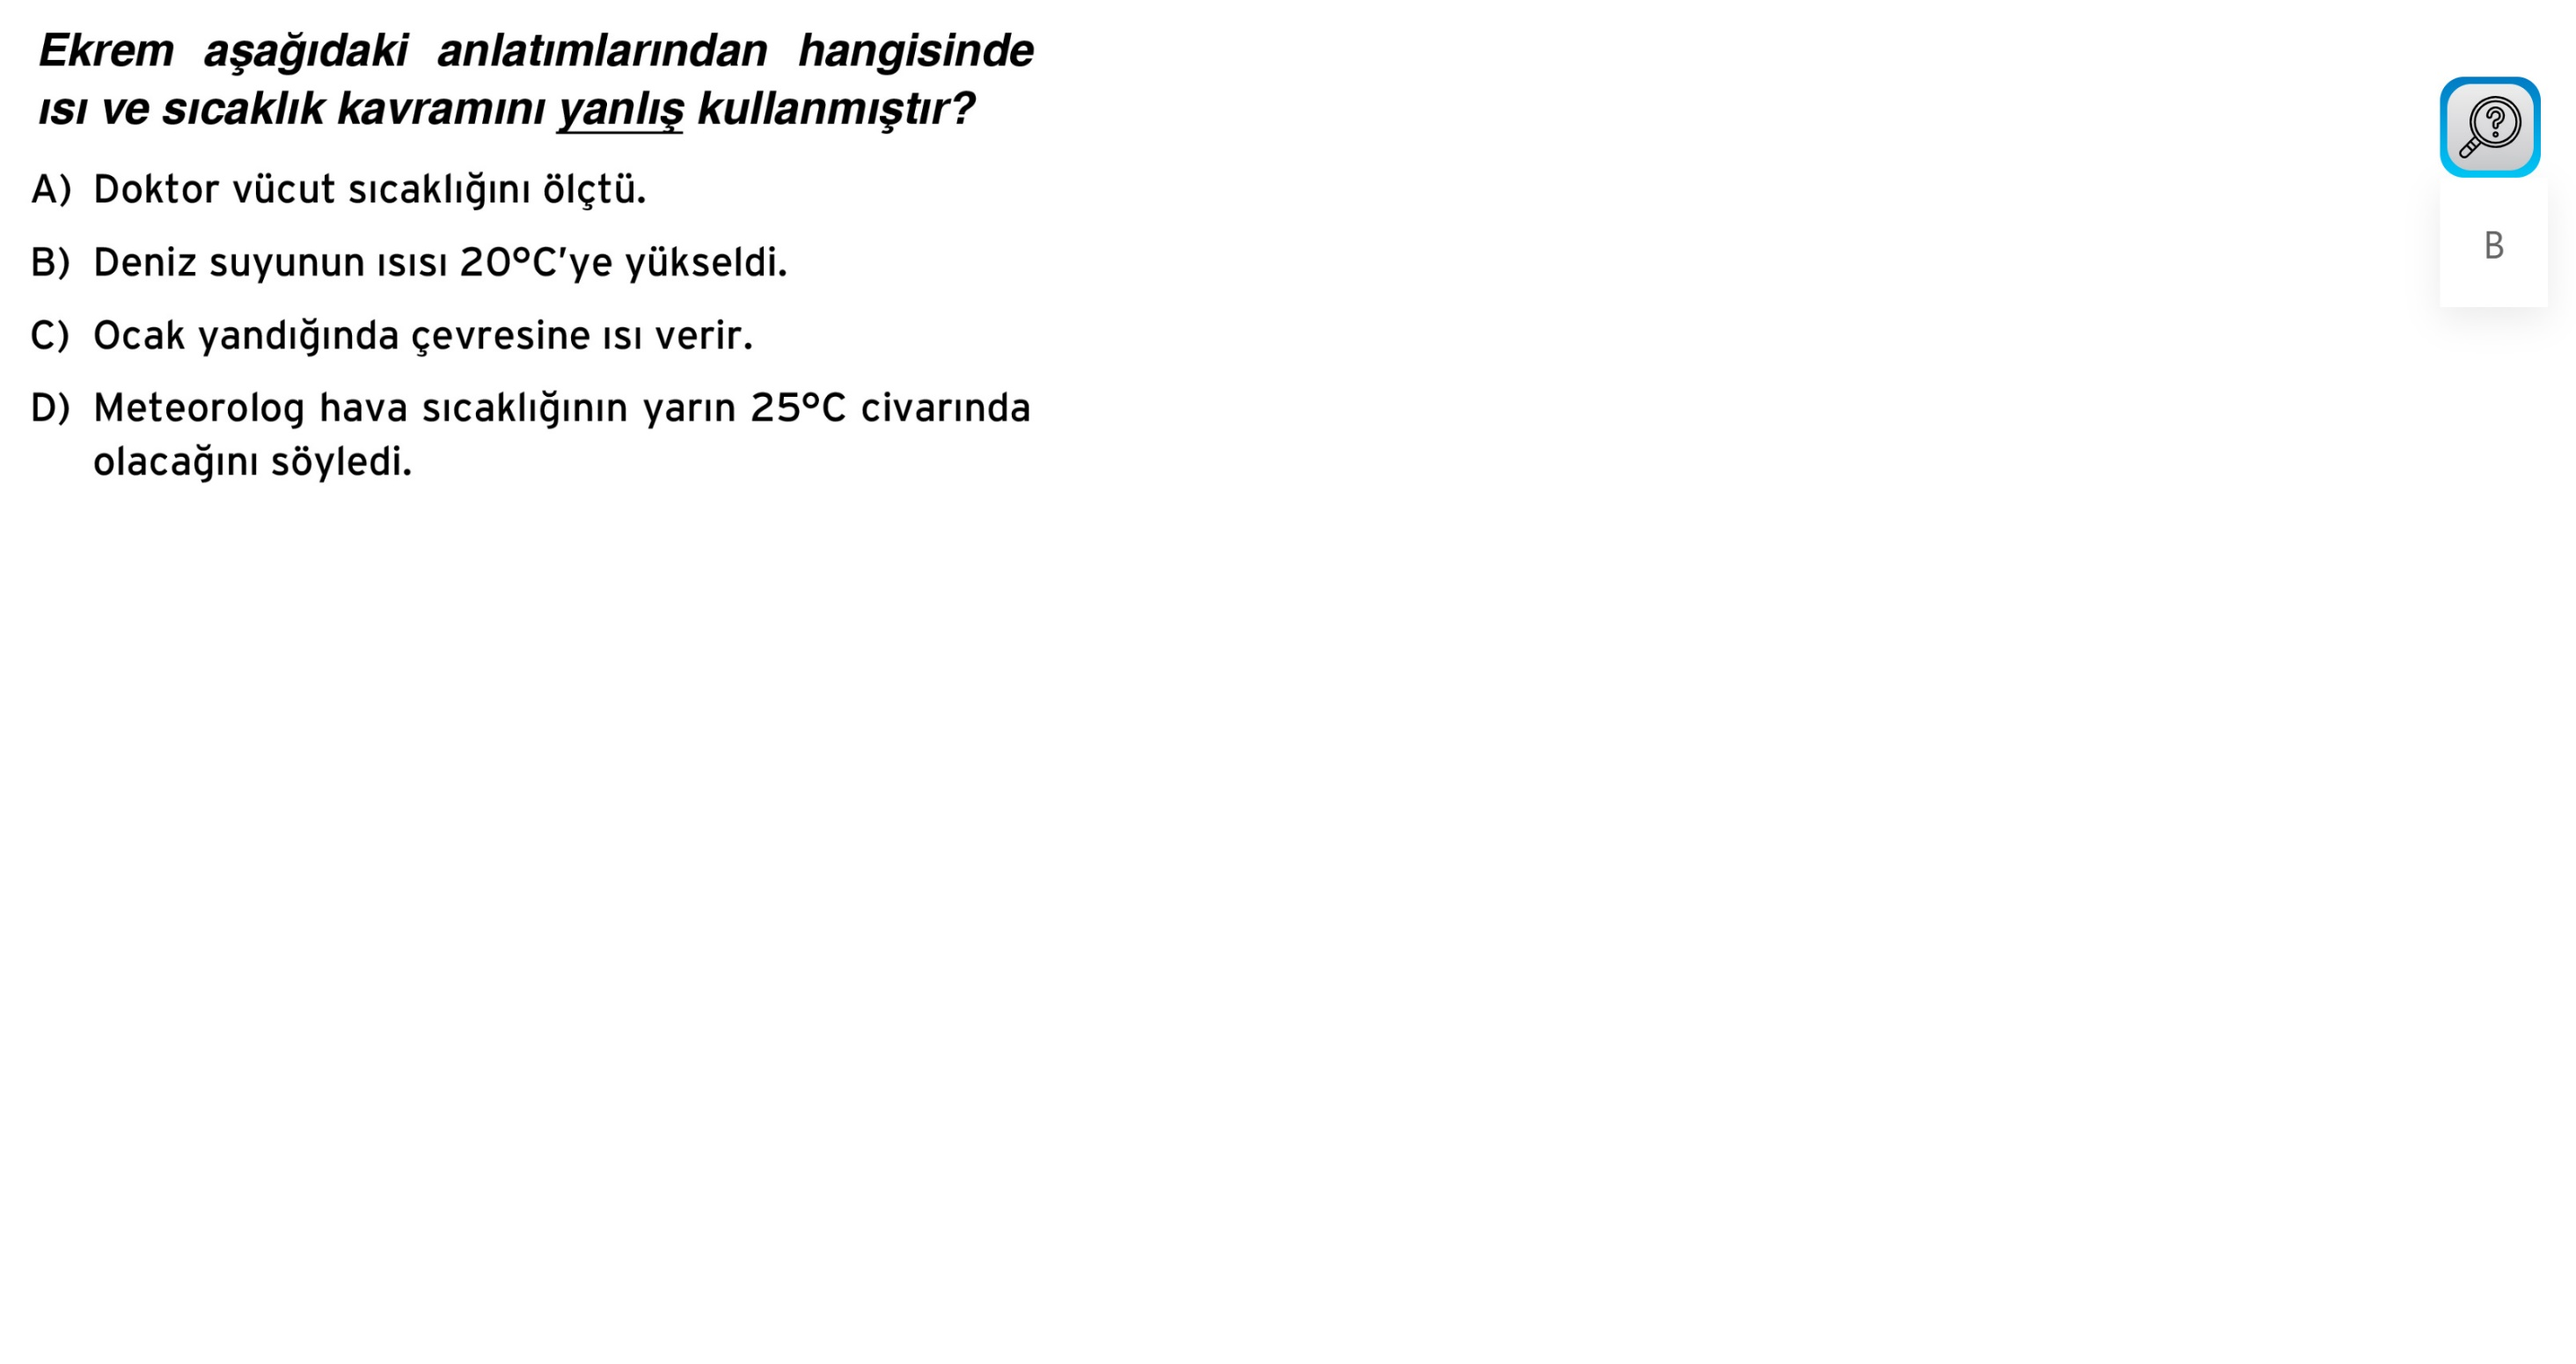 Ekrem aşağıdaki anlatımlarından hangisinde
ısı ve sıcaklık kavramını yanlış kullanmıştır?
A) Doktor vücut sıcaklığını ölçtü.
B) Deniz suyunun ısısı 20°C'ye yükseldi.
C) Ocak yandığında çevresine ısı verir.
D) Meteorolog hava sıcaklığının yarın 25°C civarında
olacağını söyledi.
?
B